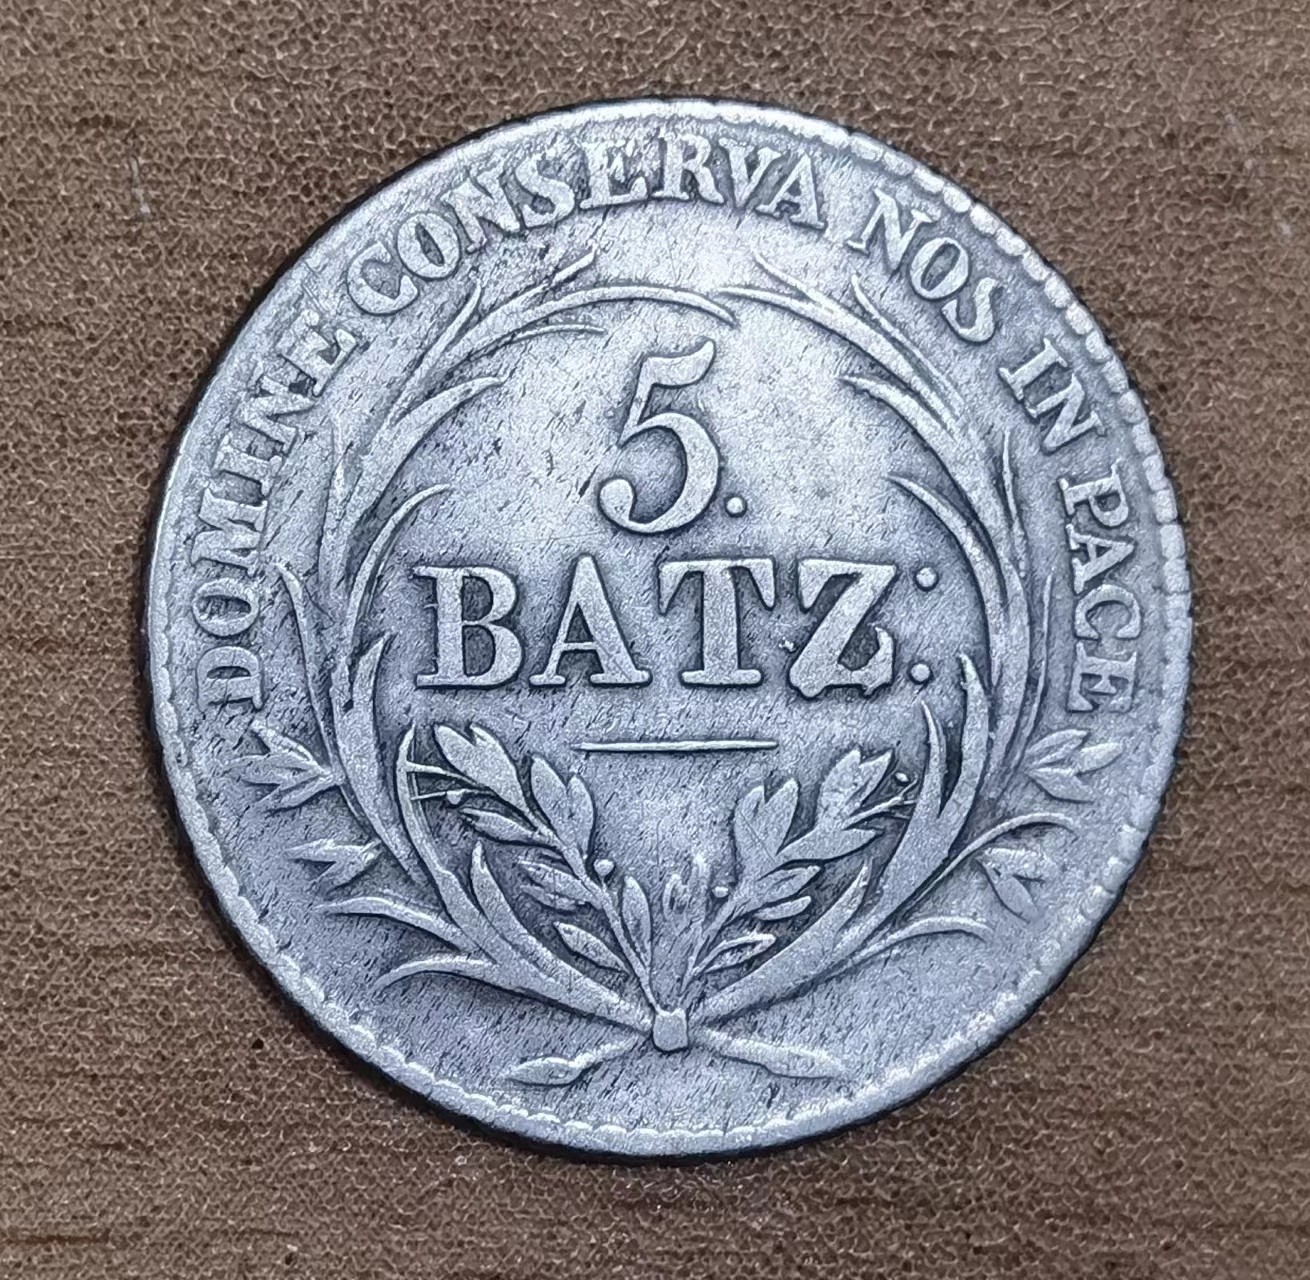 DOMINE CONSERVA NOS IN PACE
5.
BATZ: